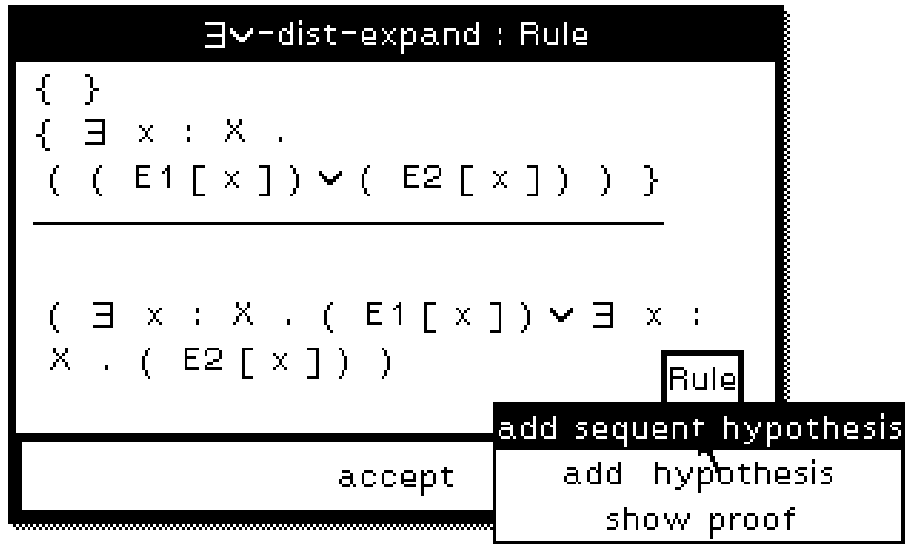 ∃∨-dist-expand : Rule
{ }
{ ∃ x : X .
( ( E1 [ x ] ) ∨ ( E2 [ x ] ) ) }
( ∃ x : X . ( E1 [ x ] ) ∨ ∃ x :
X . ( E2 [ x ] ) )
Rule
add sequent hypothesis
accept
add hypothesis
show proof